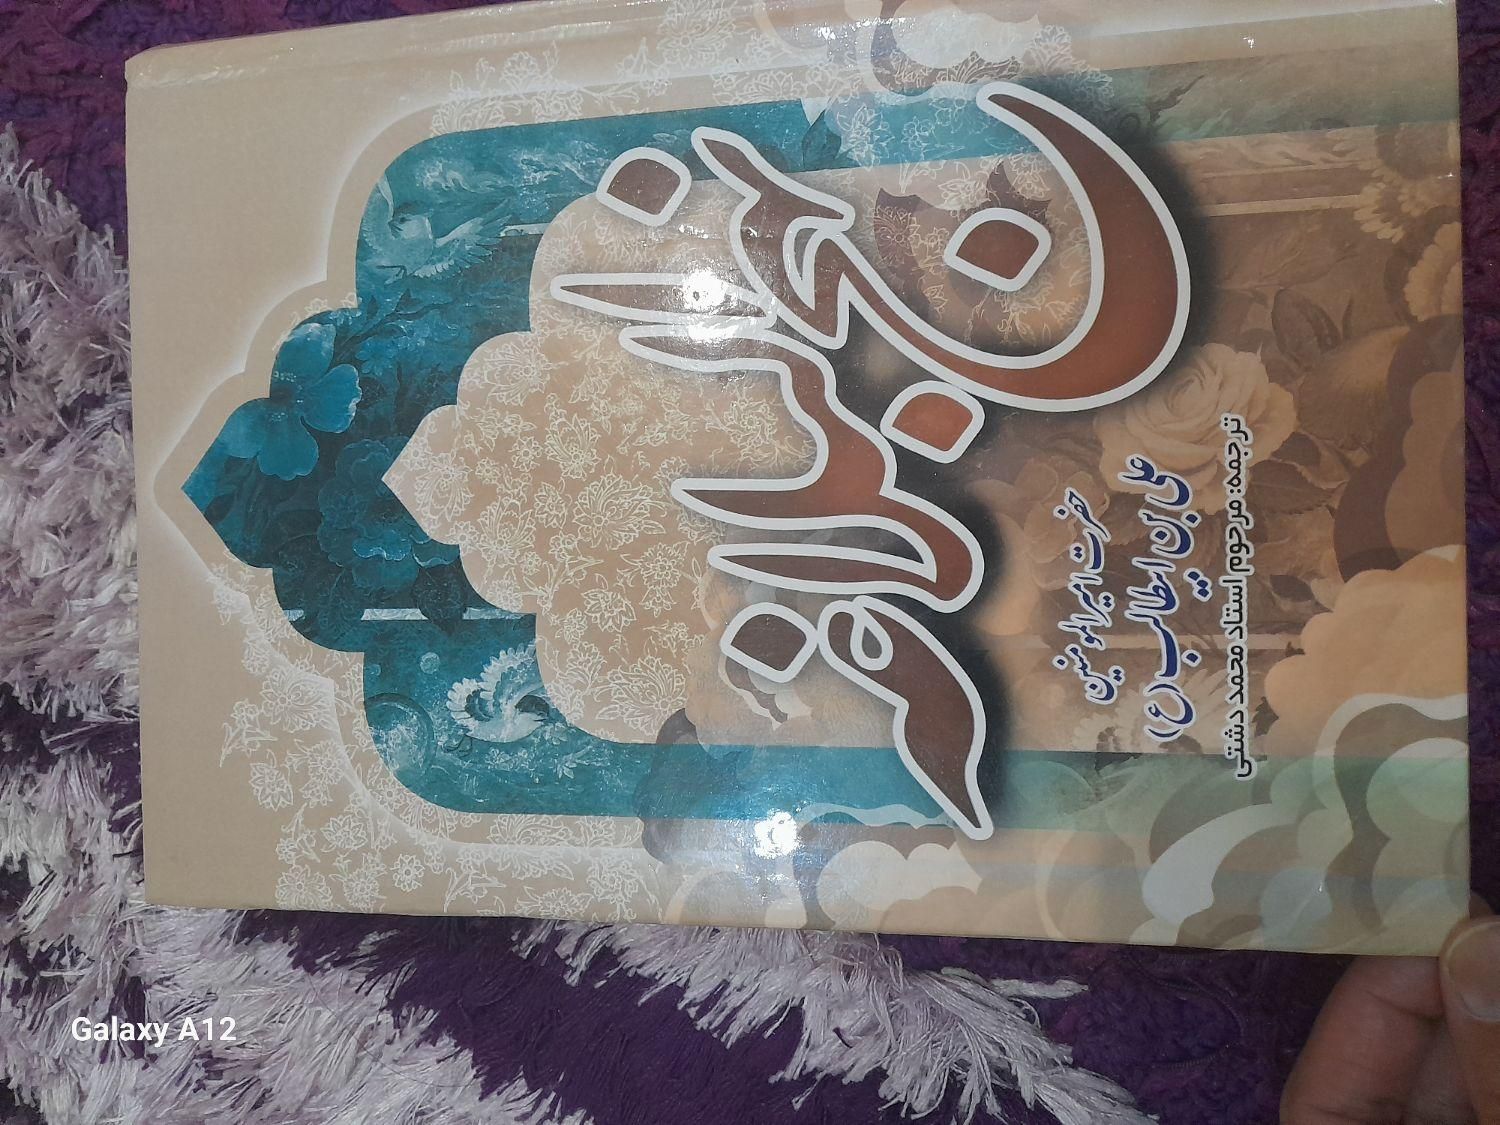 نهج البلاغه
حضرت امیرالمومنین
علی بن ابیطالب (ع)
ترجمه: مرحوم استاد محمد دشتی
Galaxy A12